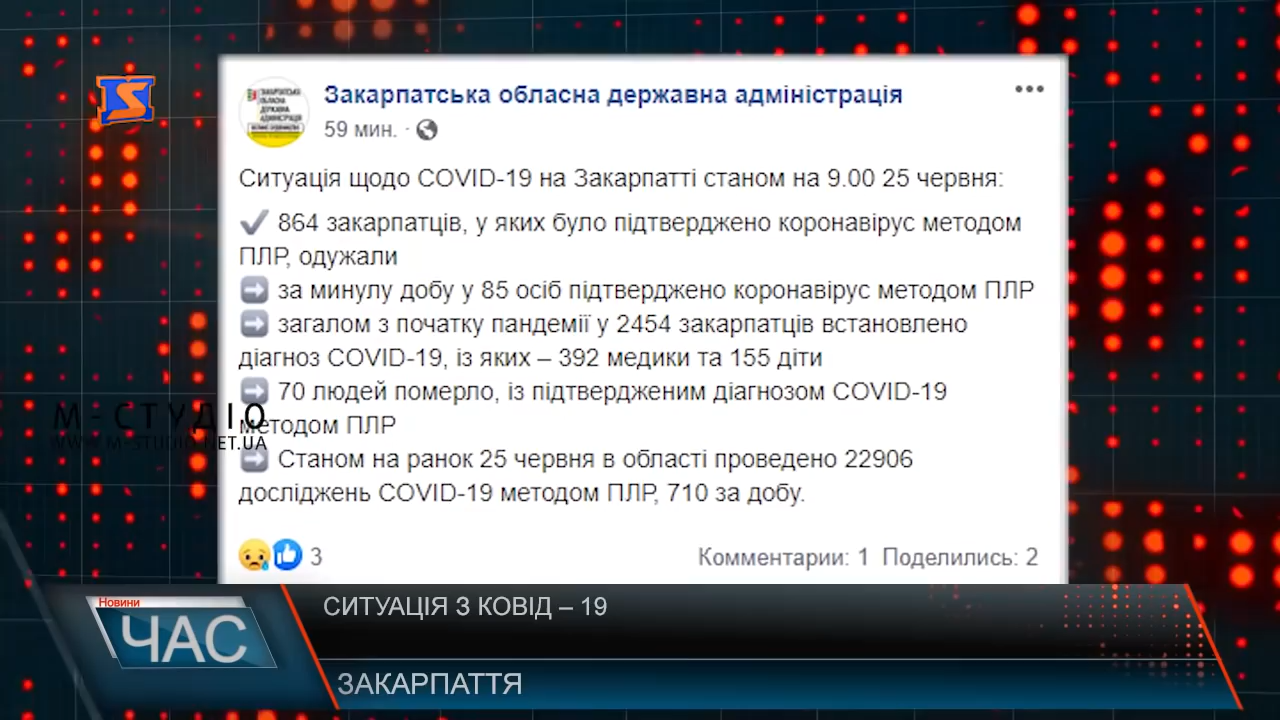 Закарпатська обласна державна адміністрація
59 мин. ·
Ситуація щодо COVID-19 на Закарпатті станом на 9.00 25 червня:
864 закарпатців, у яких було підтверджено коронавірус методом
ПЛР, одужали
за минулу добу у 85 осіб підтверджено коронавірус методом ПЛР
загалом з початку пандемії у 2454 закарпатців встановлено
діагноз COVID-19, із яких – 392 медики та 155 діти
70 людей померло, із підтвердженим діагнозом COVID-19
методом ПЛР
Станом на ранок 25 червня в області проведено 22906
досліджень COVID-19 методом ПЛР, 710 за добу.
3
Комментарии: 1 Поделились: 2
М-СТУДІО
WWW.M-STUDIO.NET.UA
Новини
ЧАС
СИТУАЦІЯ З КОВІД – 19
ЗАКАРПАТТЯ